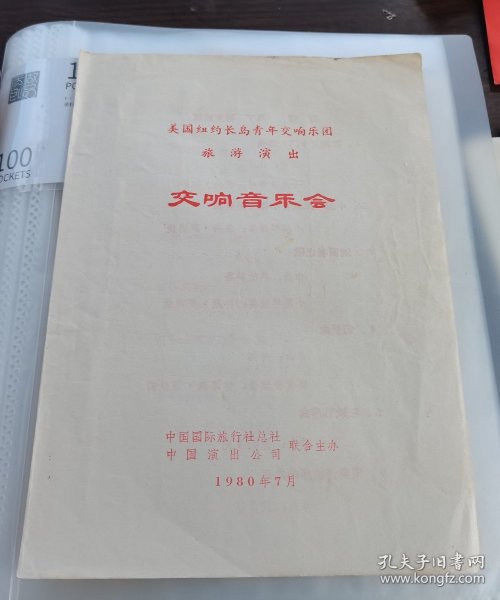 美国纽约长岛青年交响乐团
旅游演出
交响音乐会
中国国际旅行社总社
中国演出公司
联合主办
1980年7月
100
POCKETS
孔夫子旧书网
www.kongfz.com